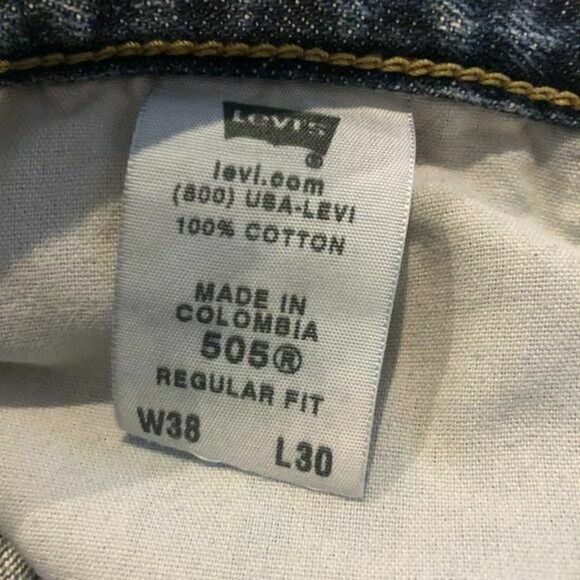 Levi's
®
levi.com
(800) USA-LEVI
100% COTTON
MADE IN
COLOMBIA
505®
REGULAR FIT
W38 L30